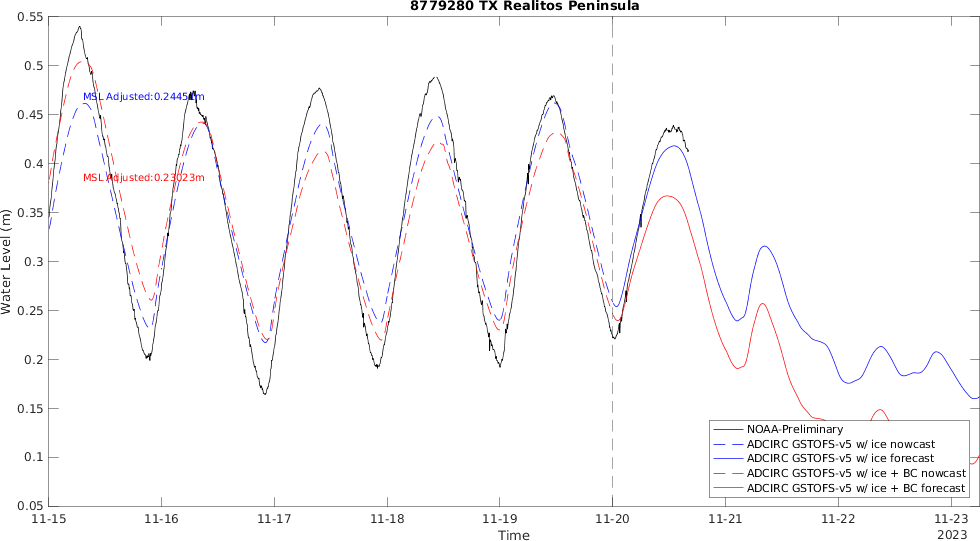 8779280 TX Realitos Peninsula
Water Level (m)
0.55
0.5
0.45
0.4
0.35
0.3
0.25
0.2
0.15
0.1
0.05
MSL Adjusted:0.2445 m
MSL Adjusted:0.23023m
NOAA-Preliminary
ADCIRC GSTOFS-v5 w/ ice nowcast
ADCIRC GSTOFS-v5 w/ ice forecast
ADCIRC GSTOFS-v5 w/ ice + BC nowcast
ADCIRC GSTOFS-v5 w/ ice + BC forecast
11-15 11-16 11-17 11-18 11-19 11-20 11-21 11-22 11-23
Time 2023